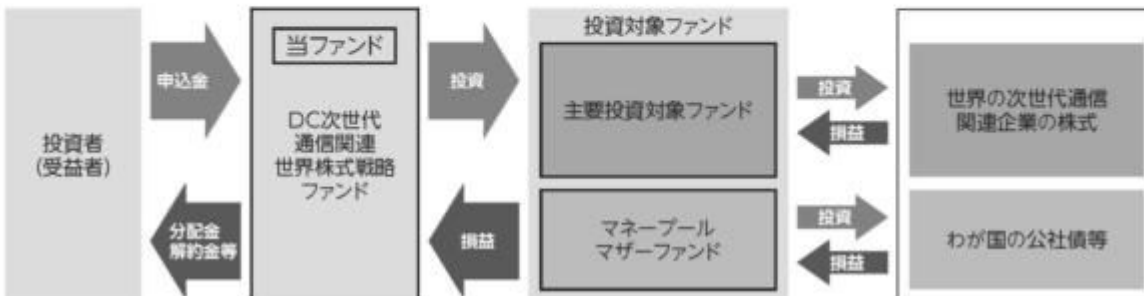 投資者
(受益者)
申込金
分配金
解約金等
当ファンド
DC次世代
通信関連
世界株式戦略
ファンド
投資
損益
投資対象ファンド
主要投資対象ファンド
マネープール
マザーファンド
投資
損益
投資
損益
世界の次世代通信
関連企業の株式
わが国の公社債等